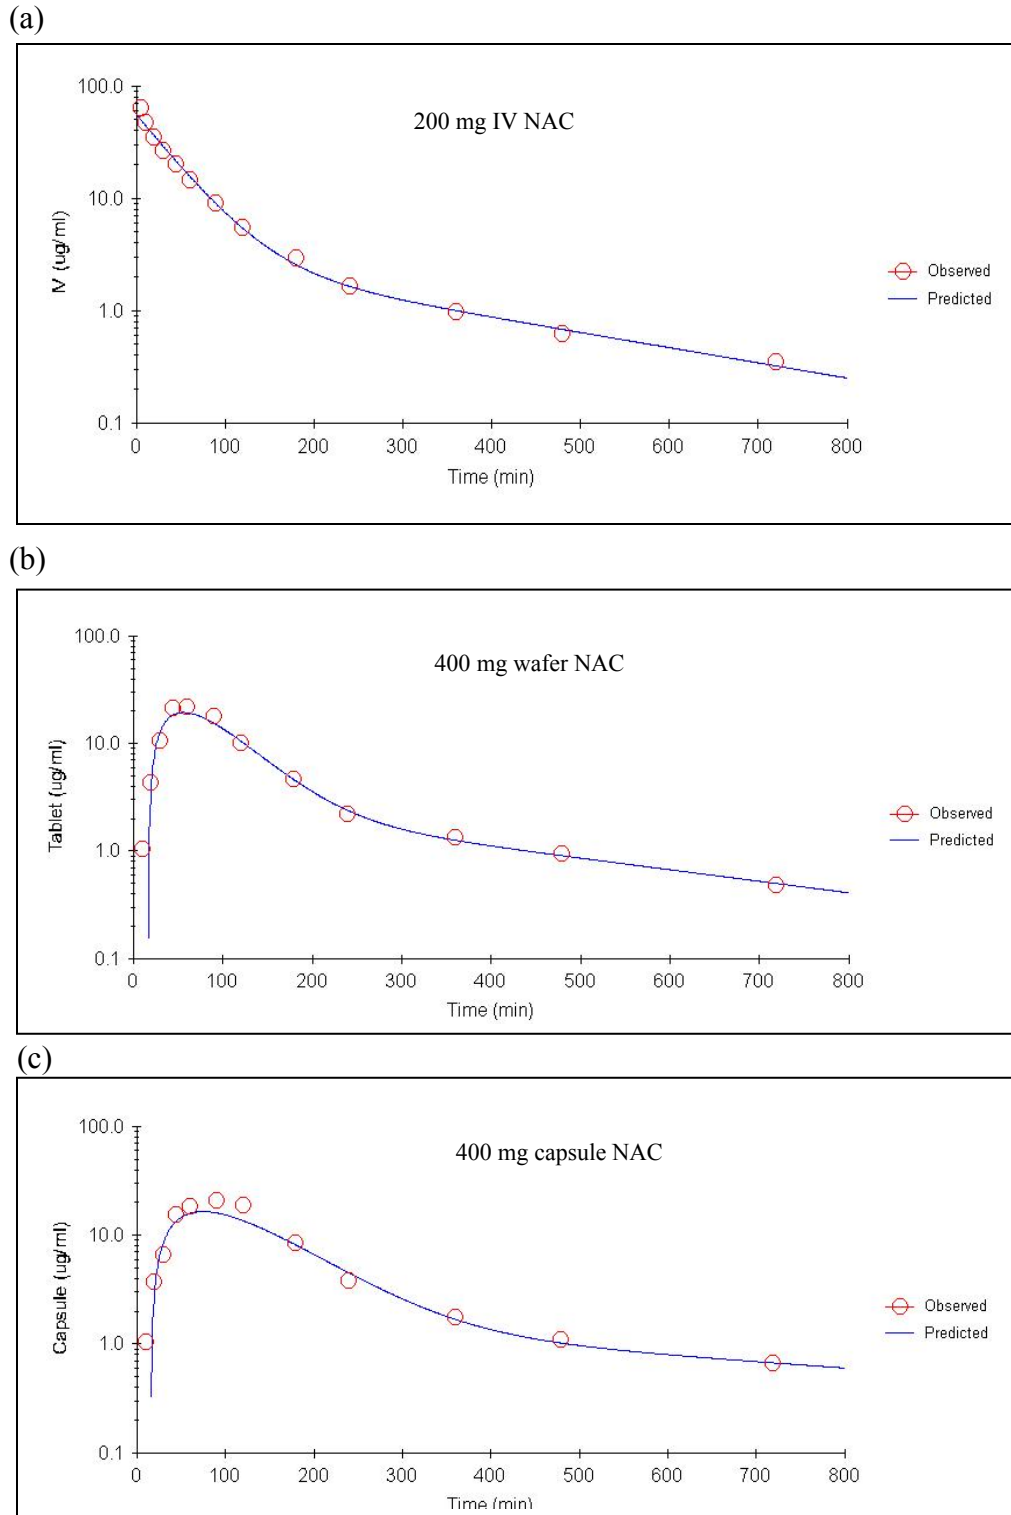 (a)
200 mg IV NAC
100.0
10.0
1.0
0.1
IV (ug/ml)
0 100 200 300 400 500 600 700 800
Time (min)
Observed
Predicted
(b)
400 mg wafer NAC
100.0
10.0
1.0
0.1
Tablet (ug/ml)
0 100 200 300 400 500 600 700 800
Time (min)
Observed
Predicted
(c)
400 mg capsule NAC
100.0
10.0
1.0
0.1
Capsule (ug/ml)
0 100 200 300 400 500 600 700 800
Time (min)
Observed
Predicted